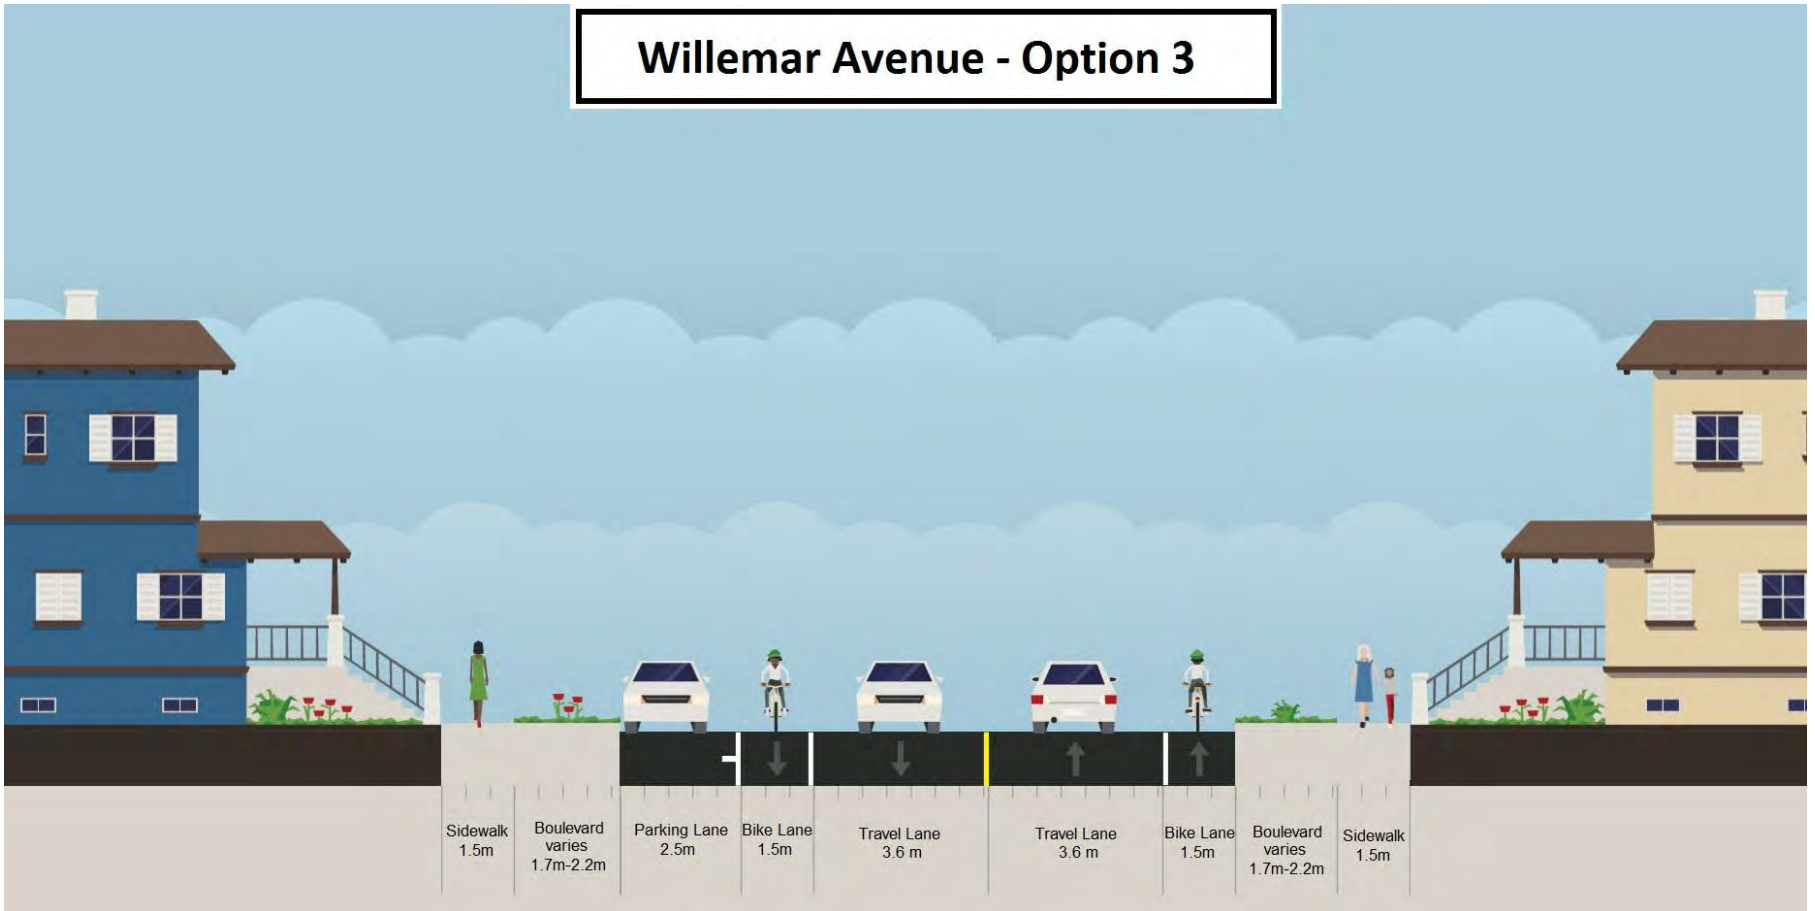 Willemar Avenue - Option 3
Sidewalk
1.5m
Boulevard
varies
1.7m-2.2m
Parking Lane
2.5m
Bike Lane
1.5m
Travel Lane
3.6 m
Travel Lane
3.6 m
Bike Lane
1.5m
Boulevard
varies
1.7m-2.2m
Sidewalk
1.5m